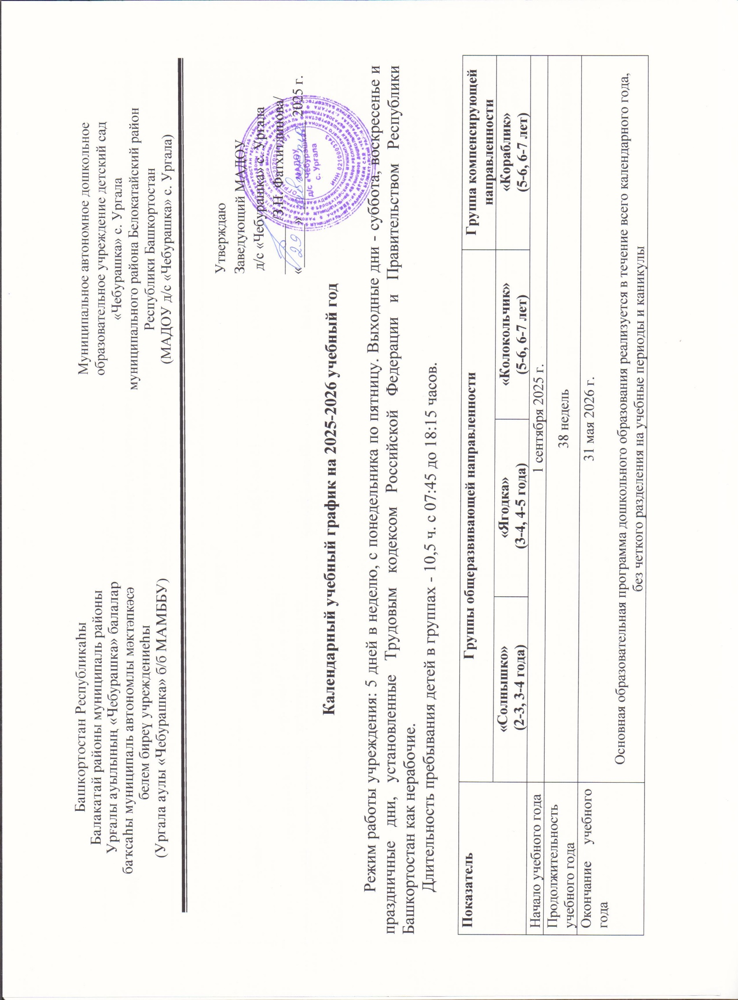 Башкортостан Республикаһы
Балакатай районы муниципаль районы
Урғалы ауылының «Чебурашка» балалар
баҡсаһы муниципаль автономлы мәктәпкәсә
белем биреү учреждениеһы
(Ургала аулы «Чебурашка» б/б МАМББУ)
Муниципальное автономное дошкольное
образовательное учреждение детский сад
«Чебурашка» с. Ургала
муниципального района Белокатайский район
Республики Башкортостан
(МАДОУ д/с «Чебурашка» с. Ургала)
Утверждаю
Заведующий МАДОУ
д/с «Чебурашка» с. Ургала
/З.Н Фатхитдинова/
«29» августа 2025 г.
МАДОУ
д/с «Чебурашка»
с. Ургала
ИНН 0210003343
Календарный учебный график на 2025-2026 учебный год
Режим работы учреждения: 5 дней в неделю, с понедельника по пятницу. Выходные дни - суббота, воскресенье и
праздничные дни, установленные Трудовым кодексом Российской Федерации и Правительством Республики
Башкортостан как нерабочие.
Длительность пребывания детей в группах - 10,5 ч. с 07:45 до 18:15 часов.
Показатель
Группы общеразвивающей направленности
Группа компенсирующей
направленности
«Солнышко»
(2-3, 3-4 года)
«Ягодка»
(3-4, 4-5 года)
«Колокольчик»
(5-6, 6-7 лет)
«Кораблик»
(5-6, 6-7 лет)
Начало учебного года
1 сентября 2025 г.
Продолжительность
учебного года
38 недель
Окончание учебного
года
31 мая 2026 г.
Основная образовательная программа дошкольного образования реализуется в течение всего календарного года,
без четкого разделения на учебные периоды и каникулы